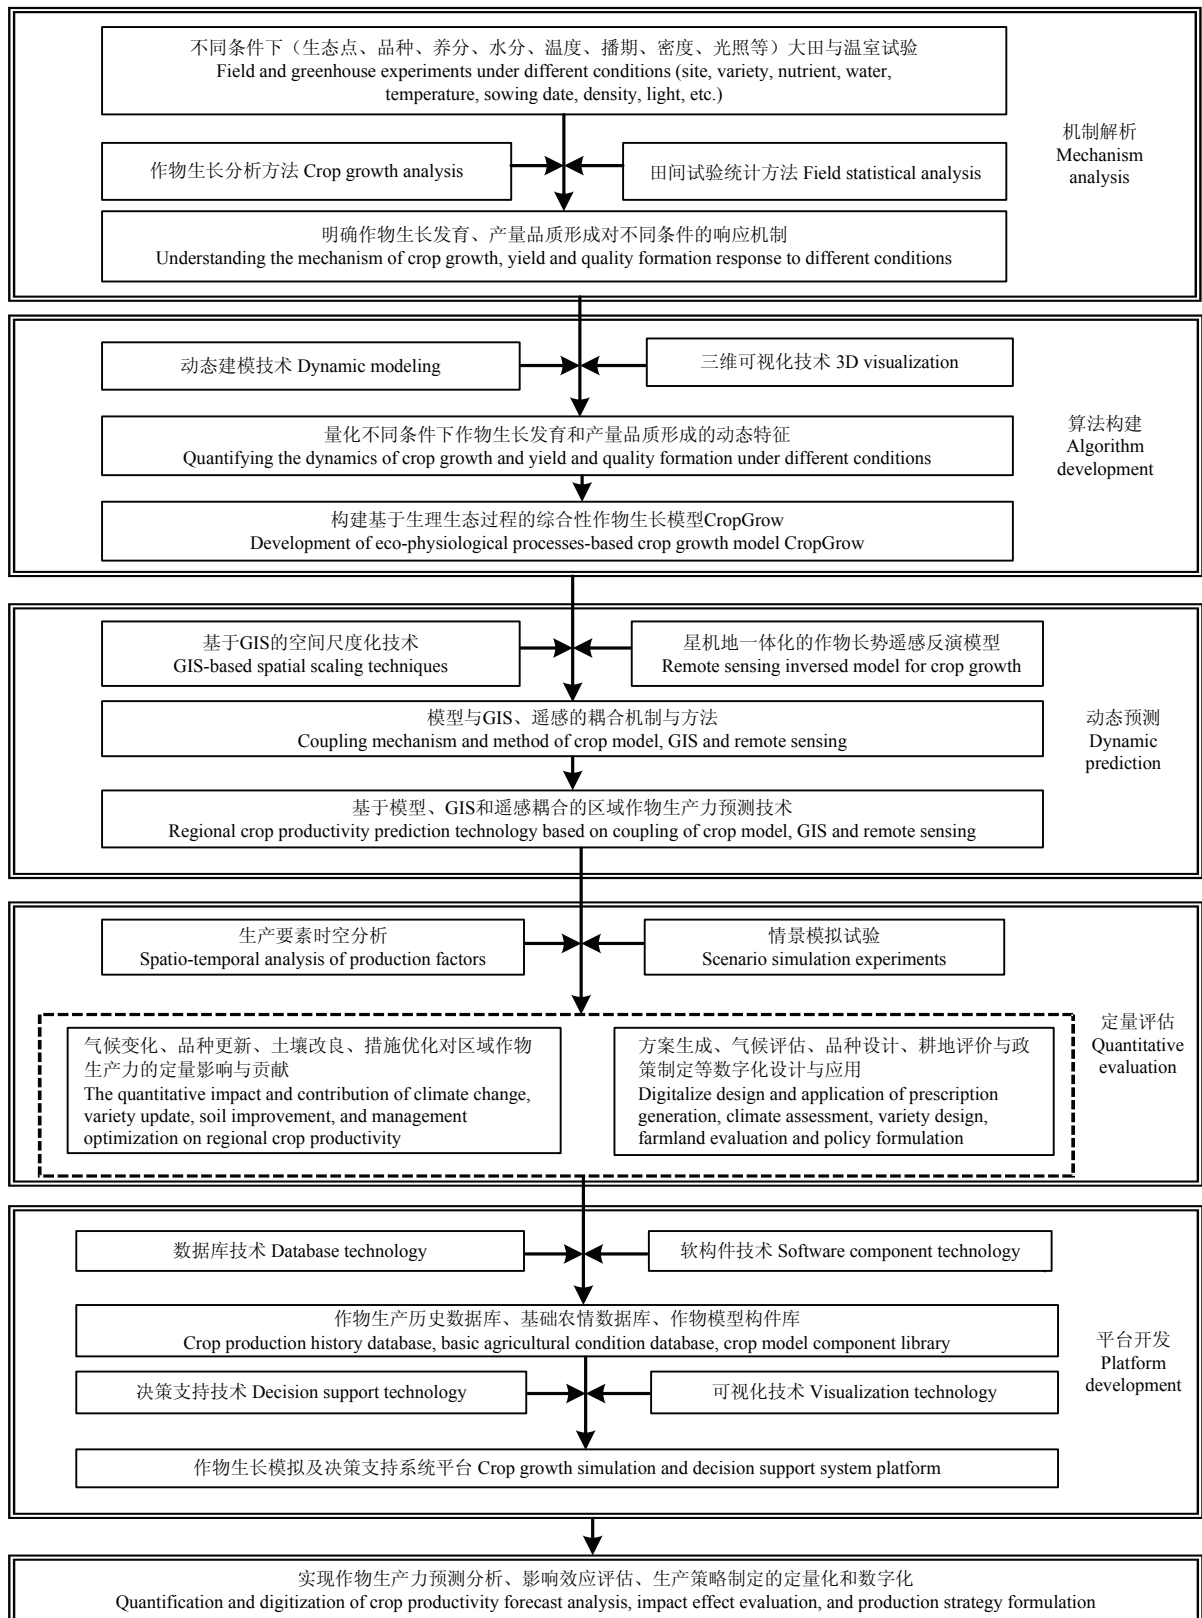 不同条件下（生态点、品种、养分、水分、温度、播期、密度、光照等）大田与温室试验
Field and greenhouse experiments under different conditions (site, variety, nutrient, water,
temperature, sowing date, density, light, etc.)
作物生长分析方法 Crop growth analysis
田间试验统计方法 Field statistical analysis
明确作物生长发育、产量品质形成对不同条件的响应机制
Understanding the mechanism of crop growth, yield and quality formation response to different conditions
机制解析
Mechanism
analysis
动态建模技术 Dynamic modeling
三维可视化技术 3D visualization
量化不同条件下作物生长发育和产量品质形成的动态特征
Quantifying the dynamics of crop growth and yield and quality formation under different conditions
构建基于生理生态过程的综合性作物生长模型CropGrow
Development of eco-physiological processes-based crop growth model CropGrow
算法构建
Algorithm
development
基于GIS的空间尺度化技术
GIS-based spatial scaling techniques
星机地一体化的作物长势遥感反演模型
Remote sensing inversed model for crop growth
模型与GIS、遥感的耦合机制与方法
Coupling mechanism and method of crop model, GIS and remote sensing
基于模型、GIS和遥感耦合的区域作物生产力预测技术
Regional crop productivity prediction technology based on coupling of crop model, GIS and remote sensing
动态预测
Dynamic
prediction
生产要素时空分析
Spatio-temporal analysis of production factors
情景模拟试验
Scenario simulation experiments
气候变化、品种更新、土壤改良、措施优化对区域作物
生产力的定量影响与贡献
The quantitative impact and contribution of climate change,
variety update, soil improvement, and management
optimization on regional crop productivity
方案生成、气候评估、品种设计、耕地评价与政
策制定等数字化设计与应用
Digitalize design and application of prescription
generation, climate assessment, variety design,
farmland evaluation and policy formulation
定量评估
Quantitative
evaluation
数据库技术 Database technology
软构件技术 Software component technology
作物生产历史数据库、基础农情数据库、作物模型构件库
Crop production history database, basic agricultural condition database, crop model component library
决策支持技术 Decision support technology
可视化技术 Visualization technology
作物生长模拟及决策支持系统平台 Crop growth simulation and decision support system platform
平台开发
Platform
development
实现作物生产力预测分析、影响效应评估、生产策略制定的定量化和数字化
Quantification and digitization of crop productivity forecast analysis, impact effect evaluation, and production strategy formulation